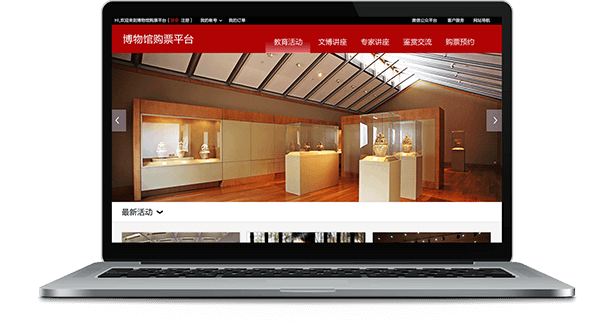 Hi,欢迎来到博物馆购票平台 [ 登录 注册 ] 我的帐号 我的订单 微信公众平台 客户服务 网站导航
博物馆购票平台 教育活动 文博讲座 专家讲座 鉴赏交流 购票预约
最新活动